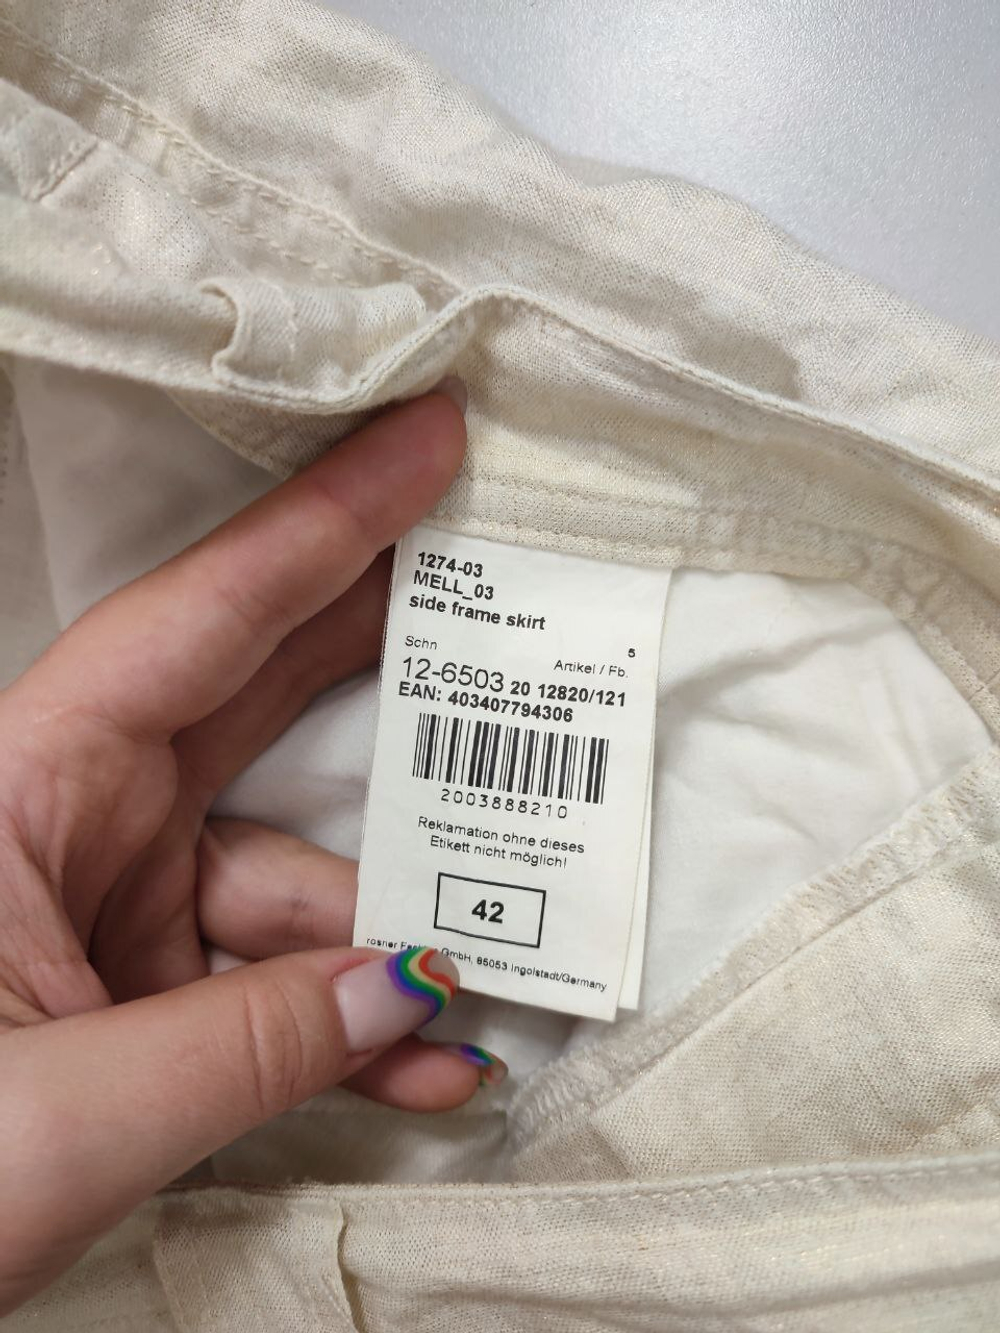 1274-03
MELL_03
side frame skirt
5
Schn Artikel / Fb.
12-6503 20 12820/121
EAN: 403407794306
2003888210
Reklamation ohne dieses
Etikett nicht möglich!
42
rosner GmbH, 85053 Ingolstadt/Germany